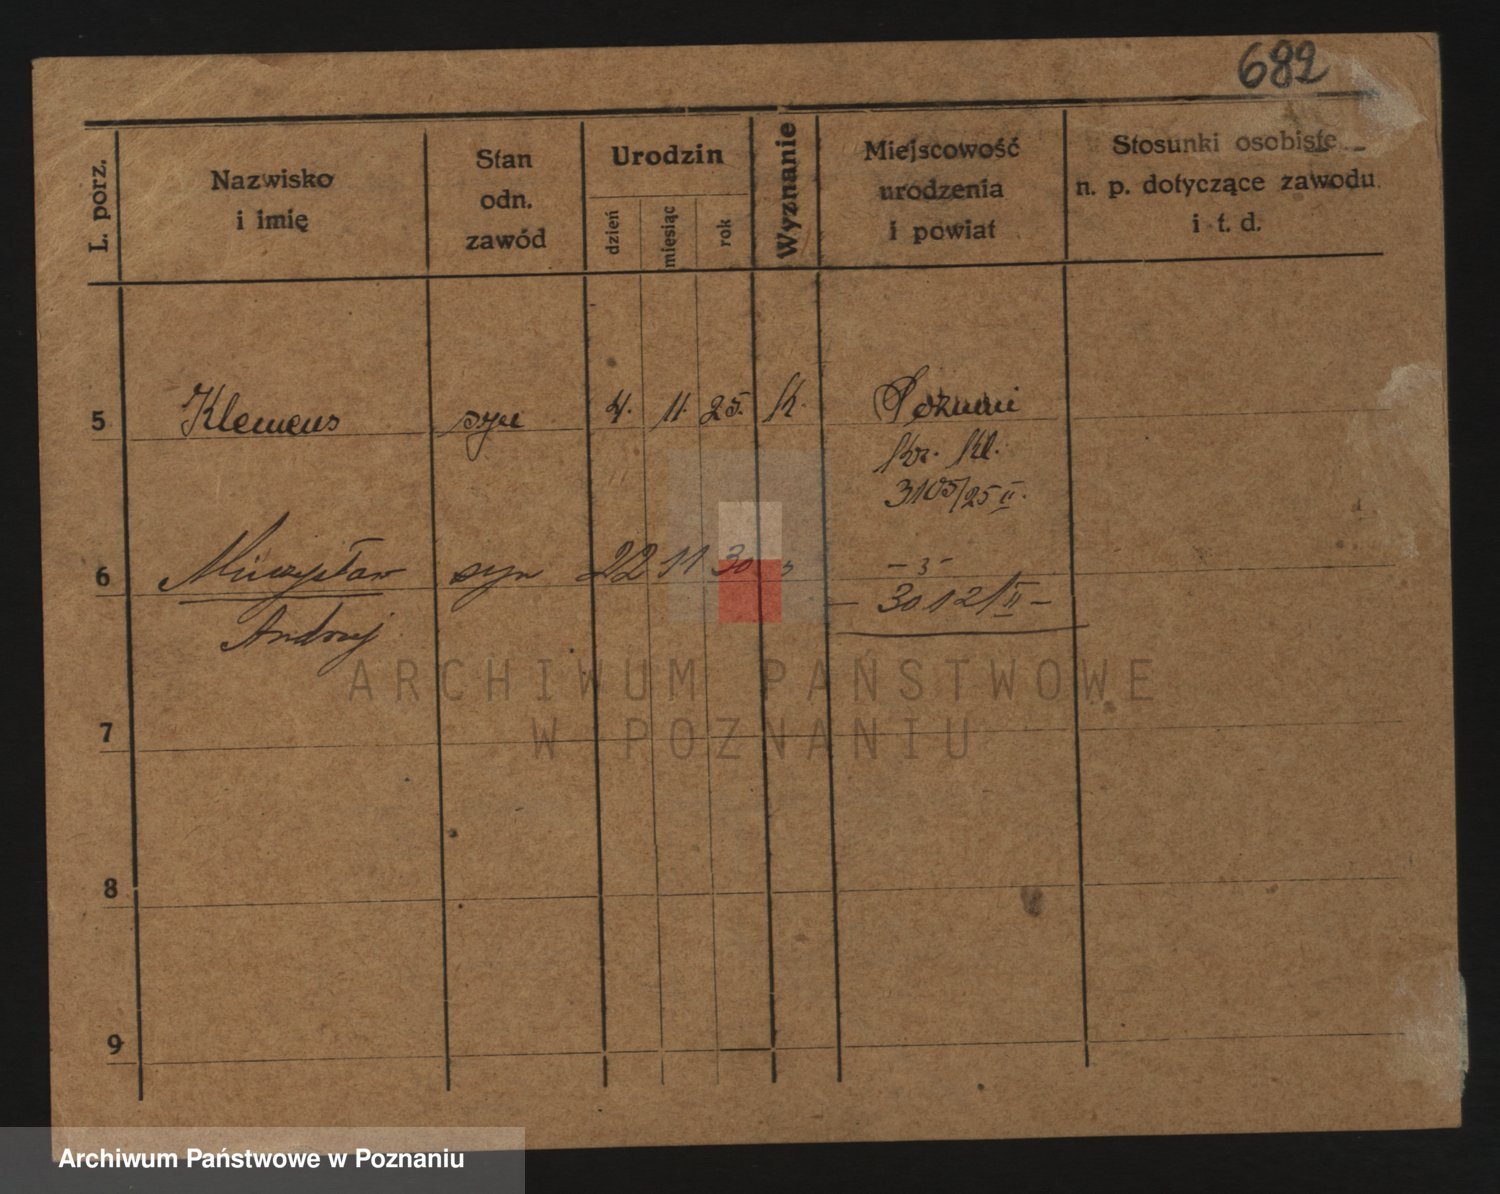 682
L. porz.
Nazwisko
i imię
Stan
odn.
zawód
Urodzin
dzień
miesiąc
rok
Wyznanie
Miejscowość
urodzenia
i powiat
Stosunki osobiste
n. p. dotyczące zawodu
i t. d.
5 Klemens syn 4. 11. 25. K.
Kr. Kl.
3105/25 II.
6 Mieczysław syn 22 11 30 "
- " -
- 3012/II -
Andrzej
7
8
9
ARCHIWUM PAŃSTWOWE
W POZNANIU
Archiwum Państwowe w Poznaniu